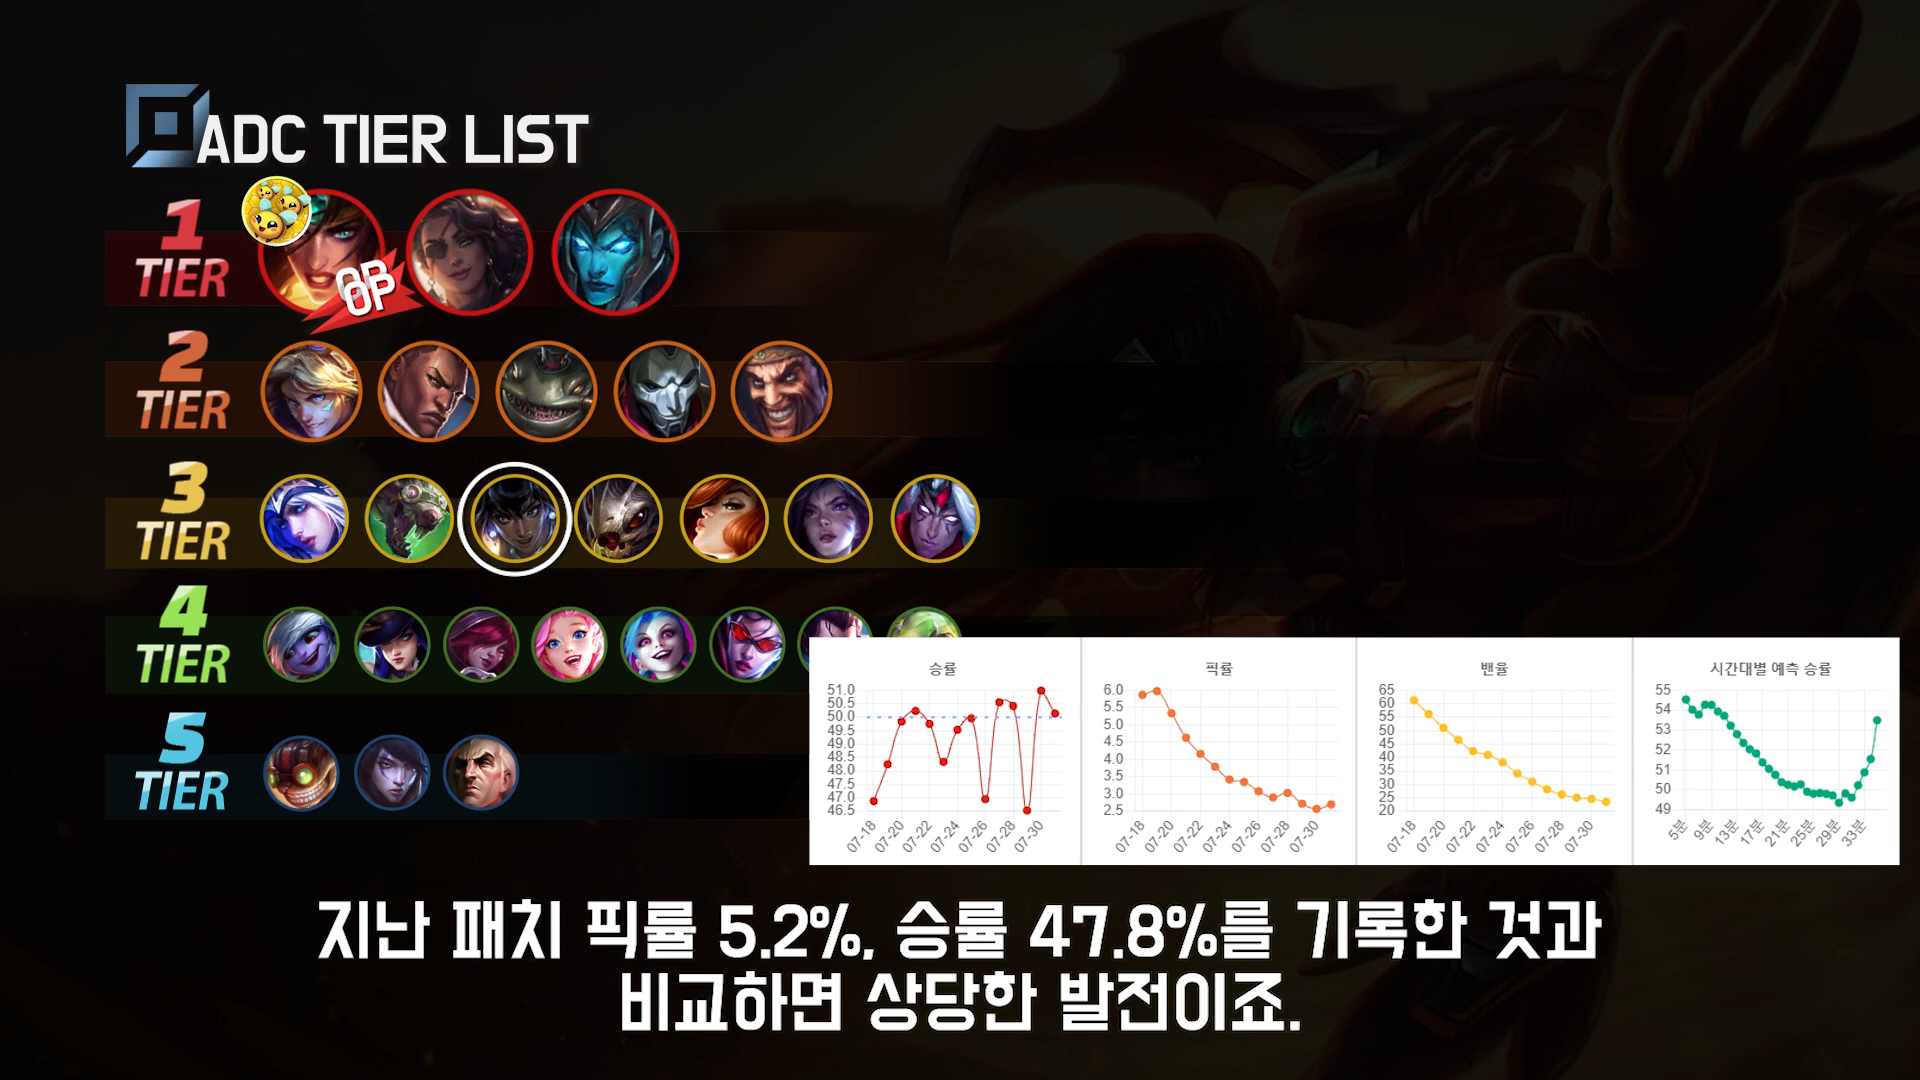 ADC TIER LIST
1
TIER
OP
OP
2
TIER
3
TIER
4
TIER
5
TIER
승률
51.0
50.5
50.0
49.5
49.0
48.5
48.0
47.5
47.0
46.5
07-18
07-20
07-22
07-24
07-26
07-28
07-30
픽률
6.0
5.5
5.0
4.5
4.0
3.5
3.0
2.5
07-18
07-20
07-22
07-24
07-26
07-28
07-30
밴율
65
60
55
50
45
40
35
30
25
20
07-18
07-20
07-22
07-24
07-26
07-28
07-30
시간대별 예측 승률
55
54
53
52
51
50
49
5분
9분
13분
17분
21분
25분
29분
33분
지난 패치 픽률 5.2%, 승률 47.8%를 기록한 것과
비교하면 상당한 발전이죠.